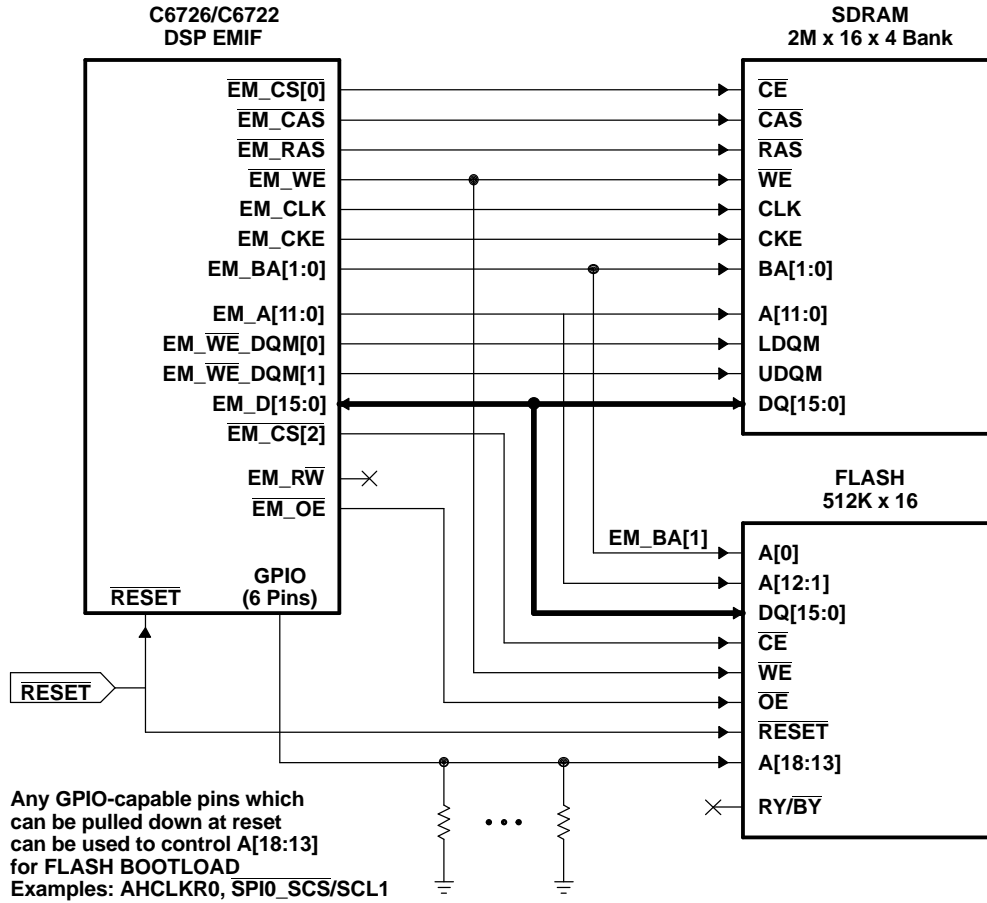 C6726/C6722
DSP EMIF
SDRAM
2M x 16 x 4 Bank
EM_CS[0]
EM_CAS
EM_RAS
EM_WE
EM_CLK
EM_CKE
EM_BA[1:0]
EM_A[11:0]
EM_WE_DQM[0]
EM_WE_DQM[1]
EM_D[15:0]
EM_CS[2]
EM_RW
EM_OE
GPIO
(6 Pins)
RESET
CE
CAS
RAS
WE
CLK
CKE
BA[1:0]
A[11:0]
LDQM
UDQM
DQ[15:0]
FLASH
512K x 16
EM_BA[1]
A[0]
A[12:1]
DQ[15:0]
CE
WE
OE
RESET
A[18:13]
RY/BY
RESET
Any GPIO-capable pins which
can be pulled down at reset
can be used to control A[18:13]
for FLASH BOOTLOAD
Examples: AHCLKR0, SPI0_SCS/SCL1